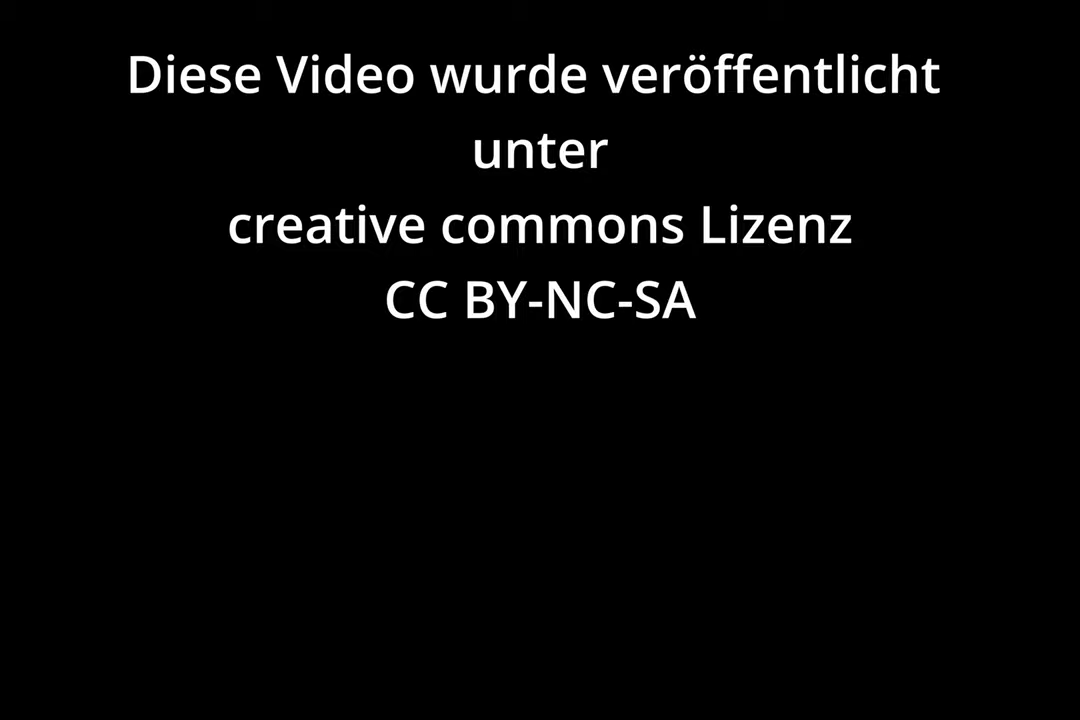 Diese Video wurde veröffentlicht
unter
creative commons Lizenz
CC BY-NC-SA